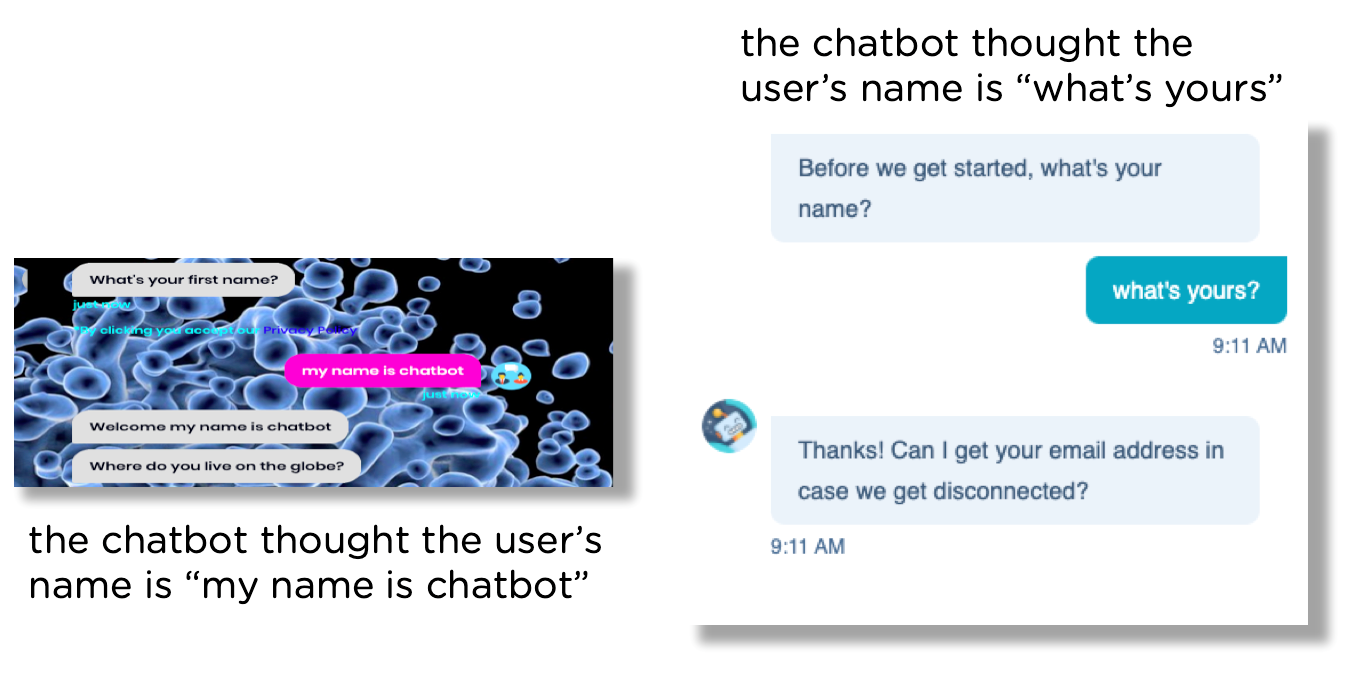 the chatbot thought the
user’s name is “what’s yours”
Before we get started, what's your
name?
what's yours?
9:11 AM
Thanks! Can I get your email address in
case we get disconnected?
9:11 AM
What's your first name?
just now
*By clicking you accept our Privacy Policy
my name is chatbot
just now
Welcome my name is chatbot
Where do you live on the globe?
the chatbot thought the user’s
name is “my name is chatbot”